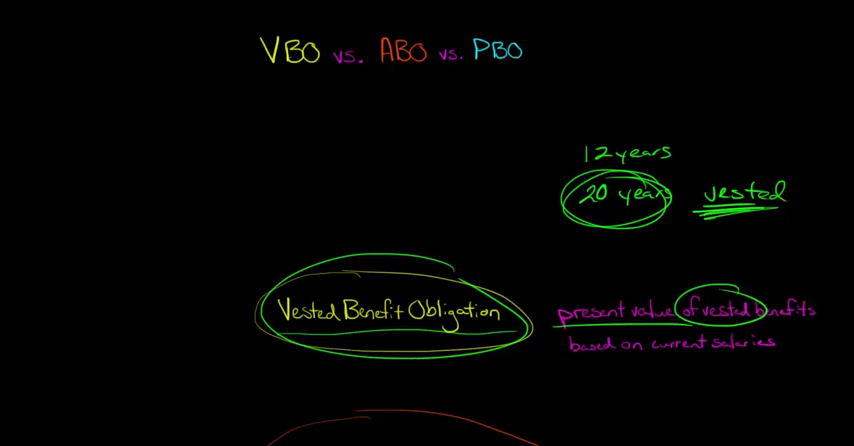 VBO vs. ABO vs. PBO
12 years
20 years vested
Vested Benefit Obligation
present value of vested benefits
based on current salaries